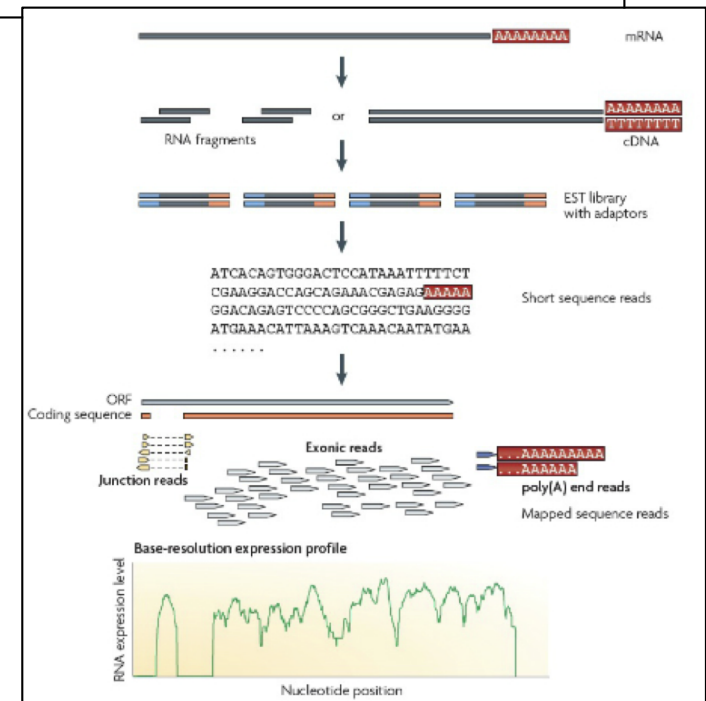 AAAAAAAA mRNA
or
AAAAAAAA
TTTTTTTT
RNA fragments
cDNA
EST library
with adaptors
ATCACAGTGGGACTCCATAAATTTTTCT
CGAAGGACCAGCAGAAACGAGAGAAAAA
GGACAGAGTCCCCAGCGGGCTGAAGGGG
ATGAAACATTAAAGTCAAACAATATGAA
......
Short sequence reads
ORF
Coding sequence
Exonic reads
Junction reads
...AAAAAAAAA
...AAAAAA
poly(A) end reads
Mapped sequence reads
Base-resolution expression profile
RNA expression level
Nucleotide position